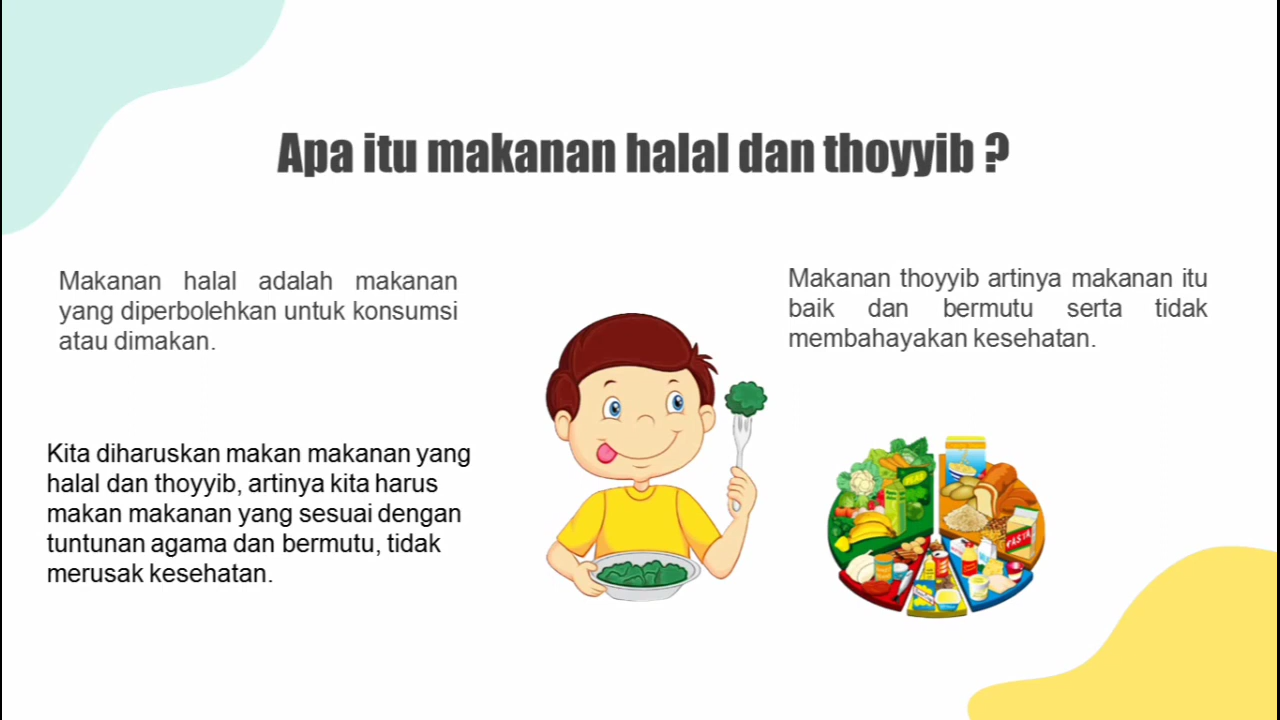 Apa itu makanan halal dan thoyyib ?
Makanan halal adalah makanan
yang diperbolehkan untuk konsumsi
atau dimakan.
Kita diharuskan makan makanan yang
halal dan thoyyib, artinya kita harus
makan makanan yang sesuai dengan
tuntunan agama dan bermutu, tidak
merusak kesehatan.
Makanan thoyyib artinya makanan itu
baik dan bermutu serta tidak
membahayakan kesehatan.
PASTA